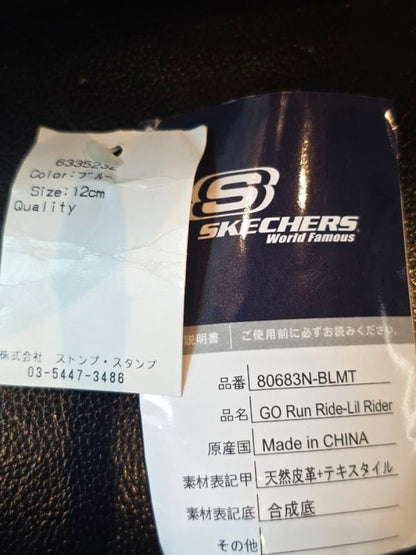 6335232
Color:ブルー
Size:12cm
Quality
株式会社 ストンプ・スタンプ
03-5447-3486
S
SKECHERS
World Famous
説明書 ご使用前に必ずお読みください。
品番 80683N-BLMT
品名 GO Run Ride-Lil Rider
原産国 Made in CHINA
素材表記甲 天然皮革+テキスタイル
素材表記底 合成底
その他